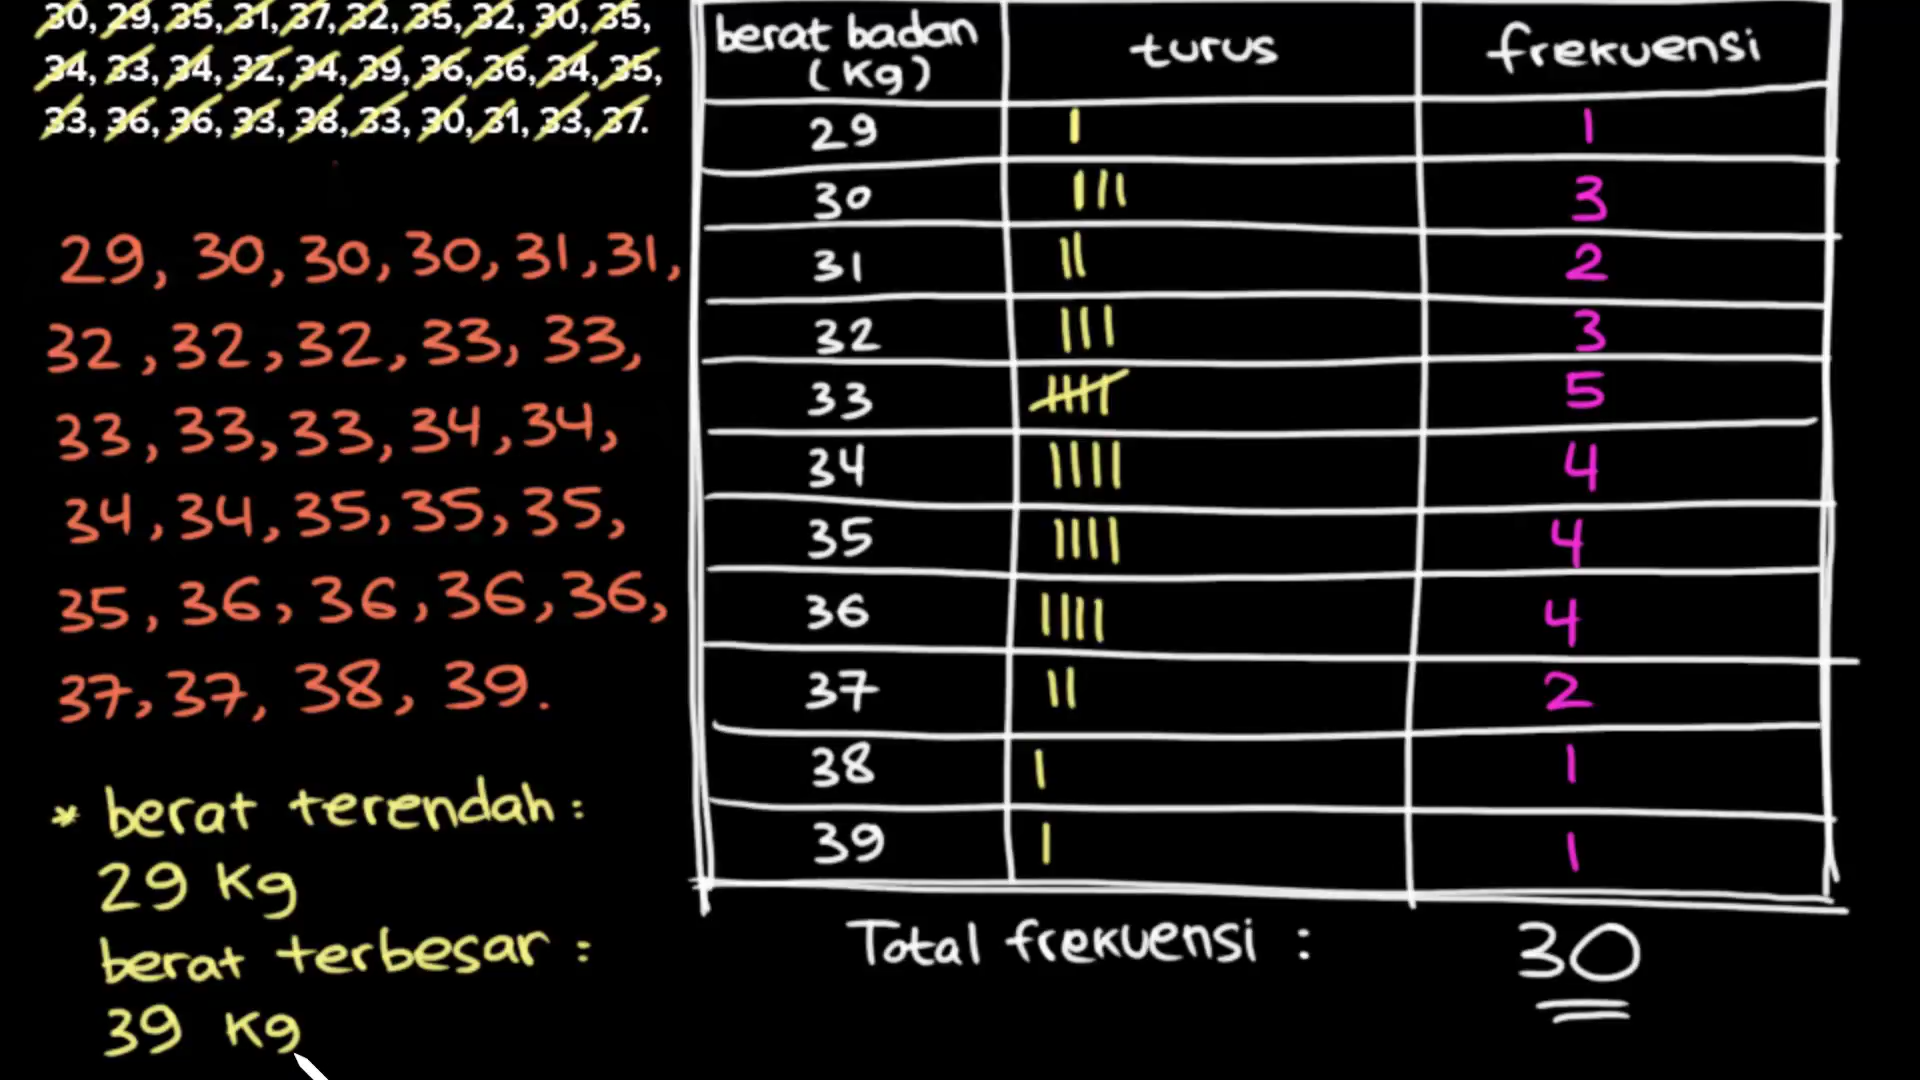 30, 29, 35, 31, 37, 32, 35, 32, 30, 35,
34, 33, 34, 32, 34, 39, 36, 36, 34, 35,
33, 36, 36, 33, 38, 33, 30, 31, 33, 37.
29, 30, 30, 30, 31, 31,
32, 32, 32, 33, 33,
33, 33, 33, 34, 34,
34, 34, 35, 35, 35,
35, 36, 36, 36, 36,
37, 37, 38, 39.
* berat terendah :
29 Kg
berat terbesar :
39 Kg
berat badan (Kg) turus frekuensi
29 | 1
30 ||| 3
31 || 2
32 ||| 3
33 |||| 5
34 |||| 4
35 |||| 4
36 |||| 4
37 || 2
38 | 1
39 | 1
Total frekuensi : 30